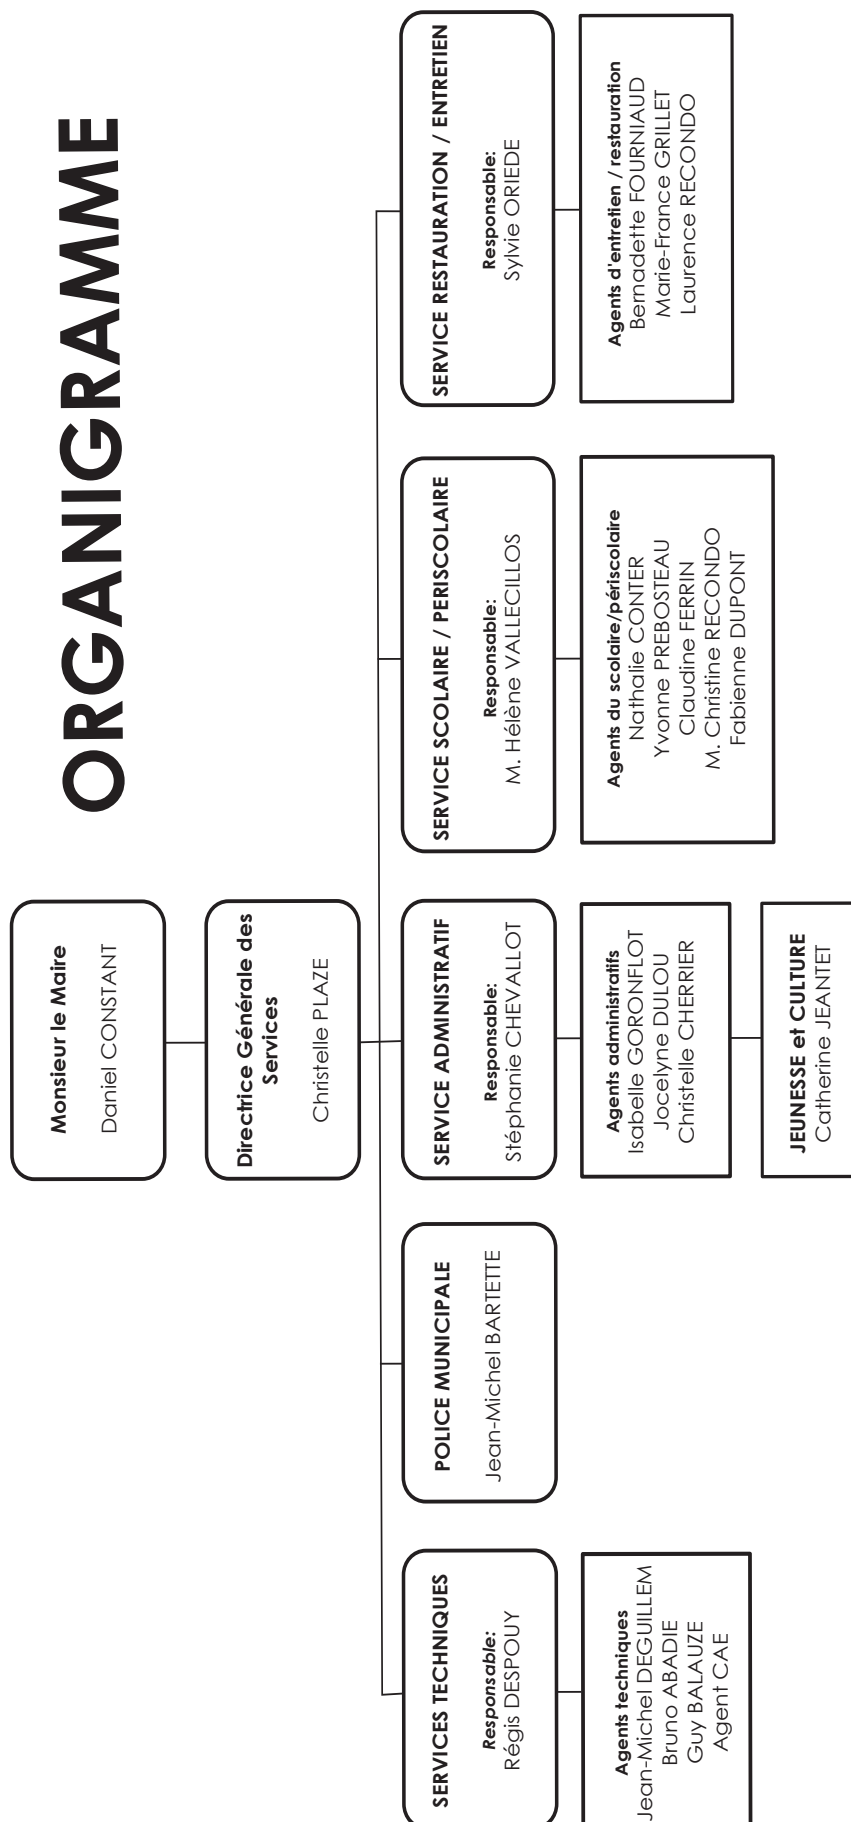 ORGANIGRAMME
Monsieur le Maire
Daniel CONSTANT
Directrice Générale des
Services
Christelle PLAZE
SERVICES TECHNIQUES
Responsable:
Régis DESPOUY
Agents techniques
Jean-Michel DEGUILLEM
Bruno ABADIE
Guy BALAUZE
Agent CAE
POLICE MUNICIPALE
Jean-Michel BARTETTE
SERVICE ADMINISTRATIF
Responsable:
Stéphanie CHEVALLOT
Agents administratifs
Isabelle GORONFLOT
Jocelyne DULOU
Christelle CHERRIER
JEUNESSE et CULTURE
Catherine JEANTET
SERVICE SCOLAIRE / PERISCOLAIRE
Responsable:
M. Hélène VALLECILLOS
Agents du scolaire/périscolaire
Nathalie CONTER
Yvonne PREBOSTEAU
Claudine FERRIN
M. Christine RECONDO
Fabienne DUPONT
SERVICE RESTAURATION / ENTRETIEN
Responsable:
Sylvie ORIEDE
Agents d'entretien / restauration
Bernadette FOURNIAUD
Marie-France GRILLET
Laurence RECONDO